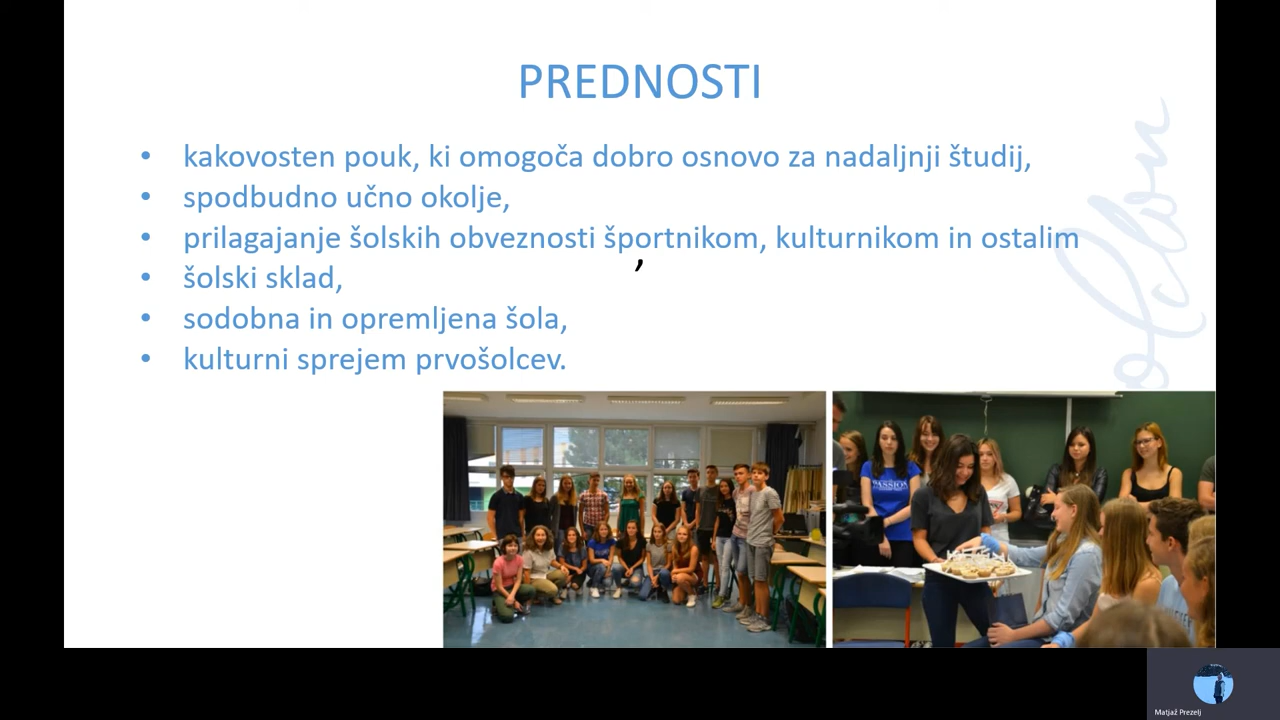 PREDNOSTI
• kakovosten pouk, ki omogoča dobro osnovo za nadaljnji študij,
• spodbudno učno okolje,
• prilagajanje šolskih obveznosti športnikom, kulturnikom in ostalim
,
• šolski sklad,
• sodobna in opremljena šola,
• kulturni sprejem prvošolcev.
PASSION
Matjaž Prezelj